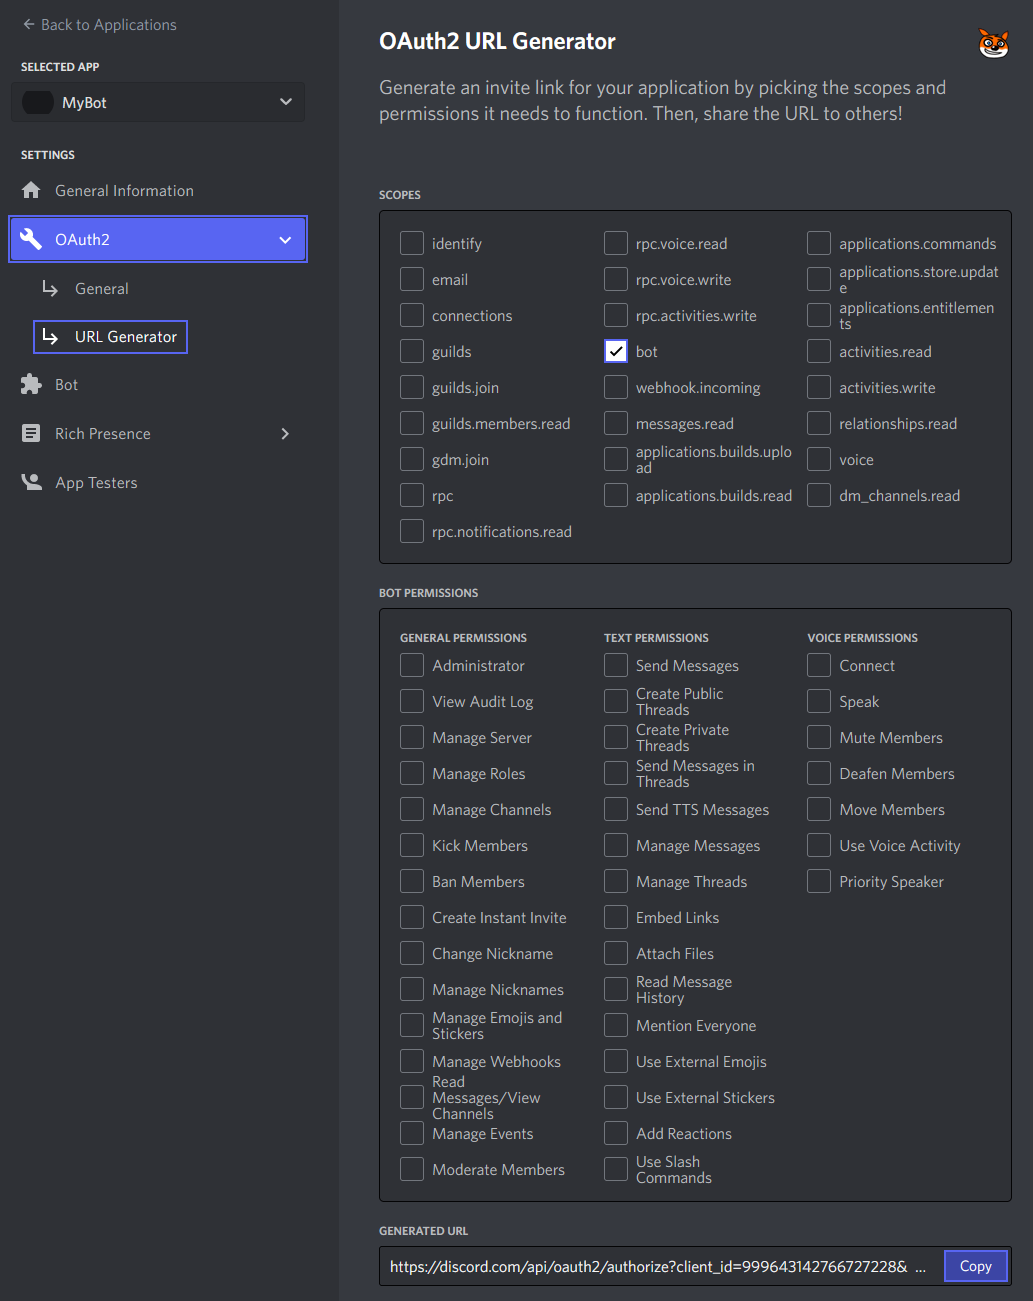 Back to Applications
SELECTED APP
MyBot
SETTINGS
General Information
OAuth2
General
URL Generator
Bot
Rich Presence
App Testers
OAuth2 URL Generator
Generate an invite link for your application by picking the scopes and
permissions it needs to function. Then, share the URL to others!
SCOPES
identify
email
connections
guilds
guilds.join
guilds.members.read
gdm.join
rpc
rpc.notifications.read
rpc.voice.read
rpc.voice.write
rpc.activities.write
bot
webhook.incoming
messages.read
applications.builds.uplo
ad
applications.builds.read
applications.commands
applications.store.updat
e
applications.entitlemen
ts
activities.read
activities.write
relationships.read
voice
dm_channels.read
BOT PERMISSIONS
GENERAL PERMISSIONS
Administrator
View Audit Log
Manage Server
Manage Roles
Manage Channels
Kick Members
Ban Members
Create Instant Invite
Change Nickname
Manage Nicknames
Manage Emojis and
Stickers
Manage Webhooks
Read
Messages/View
Channels
Manage Events
Moderate Members
TEXT PERMISSIONS
Send Messages
Create Public
Threads
Create Private
Threads
Send Messages in
Threads
Send TTS Messages
Manage Messages
Manage Threads
Embed Links
Attach Files
Read Message
History
Mention Everyone
Use External Emojis
Use External Stickers
Add Reactions
Use Slash
Commands
VOICE PERMISSIONS
Connect
Speak
Mute Members
Deafen Members
Move Members
Use Voice Activity
Priority Speaker
GENERATED URL
https://discord.com/api/oauth2/authorize?client_id=999643142766727228& ...
Copy